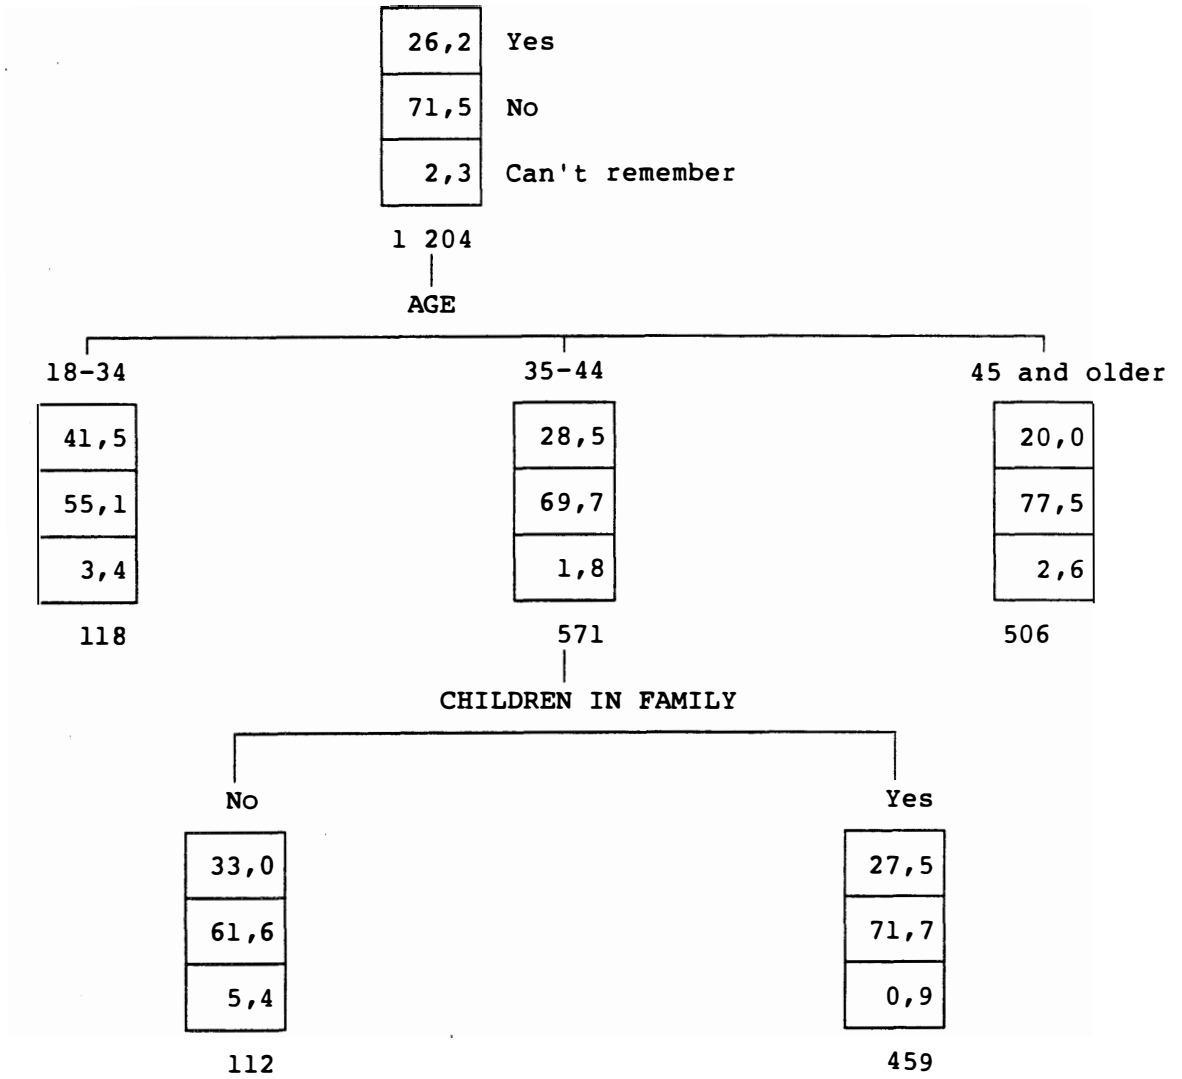 26,2 Yes
71,5 No
2,3 Can't remember
1 204
AGE
18-34 35-44 45 and older
41,5 28,5 20,0
55,1 69,7 77,5
3,4 1,8 2,6
118 571 506
CHILDREN IN FAMILY
No Yes
33,0 27,5
61,6 71,7
5,4 0,9
112 459